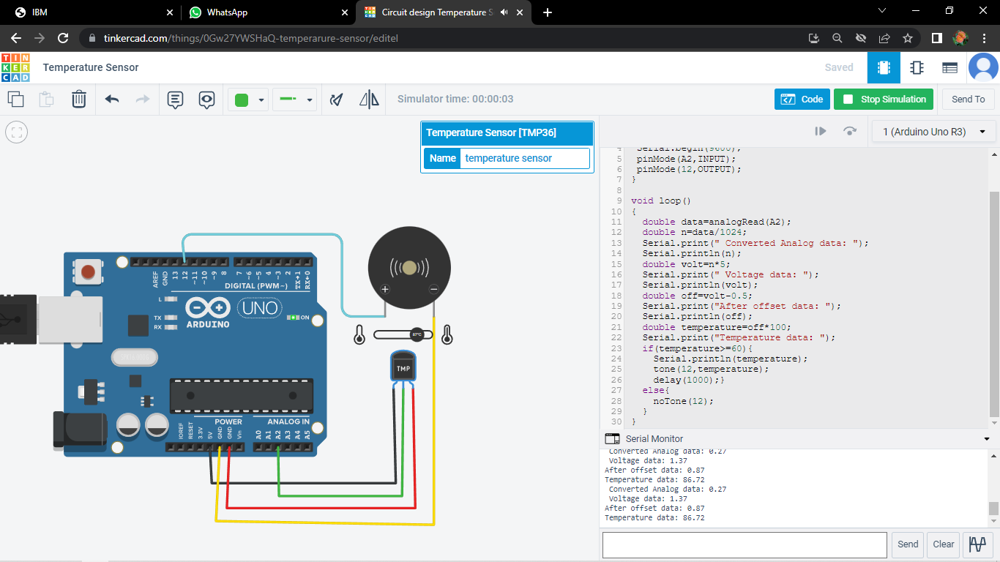 IBM
WhatsApp
Circuit design Temperature S
tinkercad.com/things/0Gw27YWSHaQ-temperarure-sensor/editel
TIN
KER
CAD
Temperature Sensor
Saved
Simulator time: 00:00:03
Code
Stop Simulation
Send To
Temperature Sensor [TMP36]
Name
temperature sensor
1 (Arduino Uno R3)
4 Serial.begin(9600);
5 pinMode(A2,INPUT);
6 pinMode(12,OUTPUT);
7 }
8
9 void loop()
10 {
11 double data=analogRead(A2);
12 double n=data/1024;
13 Serial.print(" Converted Analog data: ");
14 Serial.println(n);
15 double volt=n*5;
16 Serial.print(" Voltage data: ");
17 Serial.println(volt);
18 double off=volt-0.5;
19 Serial.print("After offset data: ");
20 Serial.println(off);
21 double temperature=off*100;
22 Serial.print("Temperature data: ");
23 if(temperature>=60){
24 Serial.println(temperature);
25 tone(12,temperature);
26 delay(1000);}
27 else{
28 noTone(12);
29 }
30 }
AREF
GND
13
12
~11
~10
~9
8
7
~6
~5
4
~3
2
TX→1
RX←0
DIGITAL (PWM~)
L
TX
RX
ARDUINO
UNO
ON
87°C
TMP
POWER
ANALOG IN
IOREF
RESET
3.3V
5V
GND
GND
Vin
A0
A1
A2
A3
A4
A5
Serial Monitor
Converted Analog data: 0.27
Voltage data: 1.37
After offset data: 0.87
Temperature data: 86.72
Converted Analog data: 0.27
Voltage data: 1.37
After offset data: 0.87
Temperature data: 86.72
Send
Clear